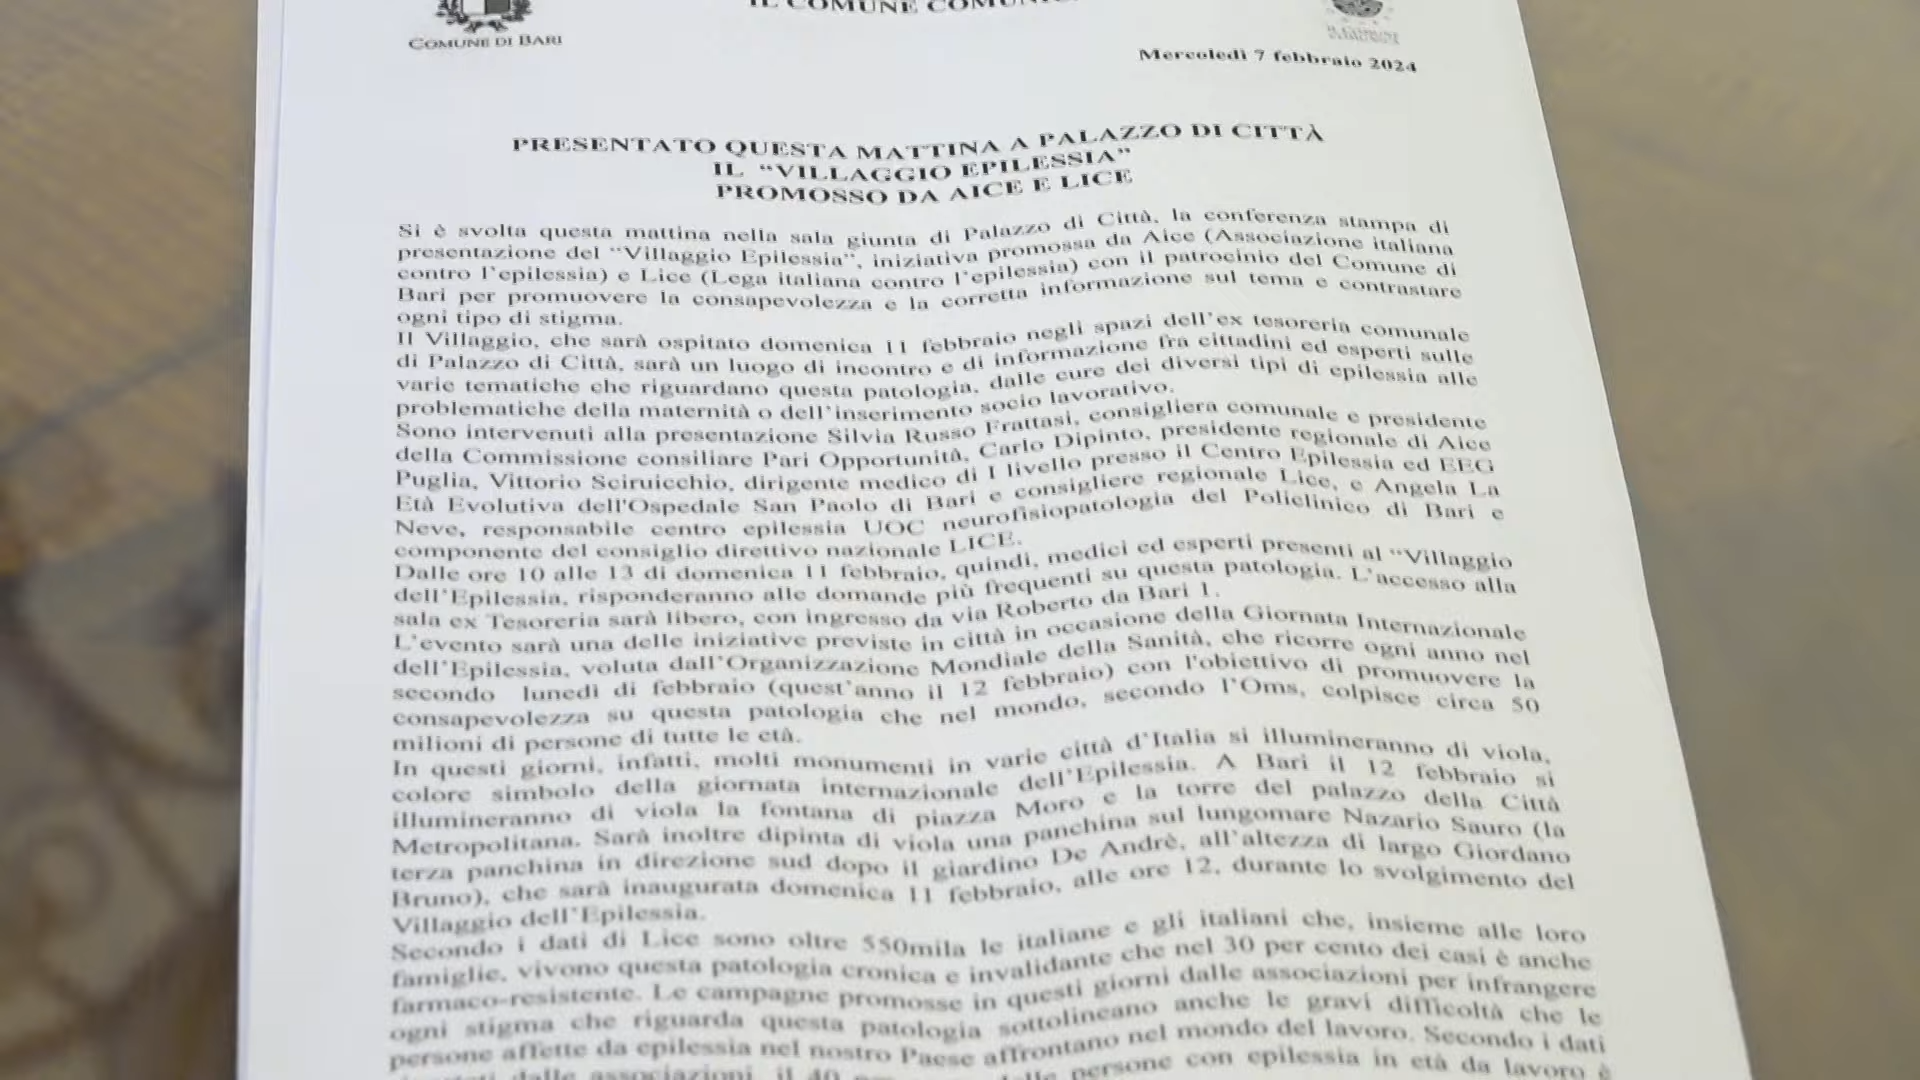 IL COMUNE
COMUNE DI BARI
Mercoledì 7 febbraio 2024
PRESENTATO QUESTA MATTINA A PALAZZO DI CITTÀ
IL “VILLAGGIO EPILESSIA”
PROMOSSO DA AICE E LICE
Si è svolta questa mattina nella sala giunta di Palazzo di Città, la conferenza stampa di
presentazione del “Villaggio Epilessia”, iniziativa promossa da Aice (Associazione italiana
contro l'epilessia) e Lice (Lega italiana contro l'epilessia) con il patrocinio del Comune di
Bari per promuovere la consapevolezza e la corretta informazione sul tema e contrastare
ogni tipo di stigma.
Il Villaggio, che sarà ospitato domenica 11 febbraio negli spazi dell'ex tesoreria comunale
di Palazzo di Città, sarà un luogo di incontro e di informazione fra cittadini ed esperti sulle
varie tematiche che riguardano questa patologia, dalle cure dei diversi tipi di epilessia alle
problematiche della maternità o dell'inserimento socio lavorativo.
Sono intervenuti alla presentazione Silvia Russo Frattasi, consigliera comunale e presidente
della Commissione consiliare Pari Opportunità, Carlo Dipinto, presidente regionale di Aice
Puglia, Vittorio Sciruicchio, dirigente medico di I livello presso il Centro Epilessia ed EEG
Età Evolutiva dell'Ospedale San Paolo di Bari e consigliere regionale Lice, e Angela La
Neve, responsabile centro epilessia UOC neurofisiopatologia del Policlinico di Bari e
componente del consiglio direttivo nazionale LICE.
Dalle ore 10 alle 13 di domenica 11 febbraio, quindi, medici ed esperti presenti al “Villaggio
dell'Epilessia, risponderanno alle domande più frequenti su questa patologia. L'accesso alla
sala ex Tesoreria sarà libero, con ingresso da via Roberto da Bari 1.
L'evento sarà una delle iniziative previste in città in occasione della Giornata Internazionale
dell'Epilessia, voluta dall'Organizzazione Mondiale della Sanità, che ricorre ogni anno nel
secondo lunedì di febbraio (quest'anno il 12 febbraio) con l'obiettivo di promuovere la
consapevolezza su questa patologia che nel mondo, secondo l'Oms, colpisce circa 50
milioni di persone di tutte le età.
In questi giorni, infatti, molti monumenti in varie città d'Italia si illumineranno di viola,
colore simbolo della giornata internazionale dell'Epilessia. A Bari il 12 febbraio si
illumineranno di viola la fontana di piazza Moro e la torre del palazzo della Città
Metropolitana. Sarà inoltre dipinta di viola una panchina sul lungomare Nazario Sauro (la
terza panchina in direzione sud dopo il giardino De Andrè, all'altezza di largo Giordano
Bruno), che sarà inaugurata domenica 11 febbraio, alle ore 12, durante lo svolgimento del
Villaggio dell'Epilessia.
Secondo i dati di Lice sono oltre 550mila le italiane e gli italiani che, insieme alle loro
famiglie, vivono questa patologia cronica e invalidante che nel 30 per cento dei casi è anche
farmaco-resistente. Le campagne promosse in questi giorni dalle associazioni per infrangere
ogni stigma che riguarda questa patologia sottolineano anche le gravi difficoltà che le
persone affette da epilessia nel nostro Paese affrontano nel mondo del lavoro. Secondo i dati
dalle associazioni, il 40 persone con epilessia in età da lavoro è